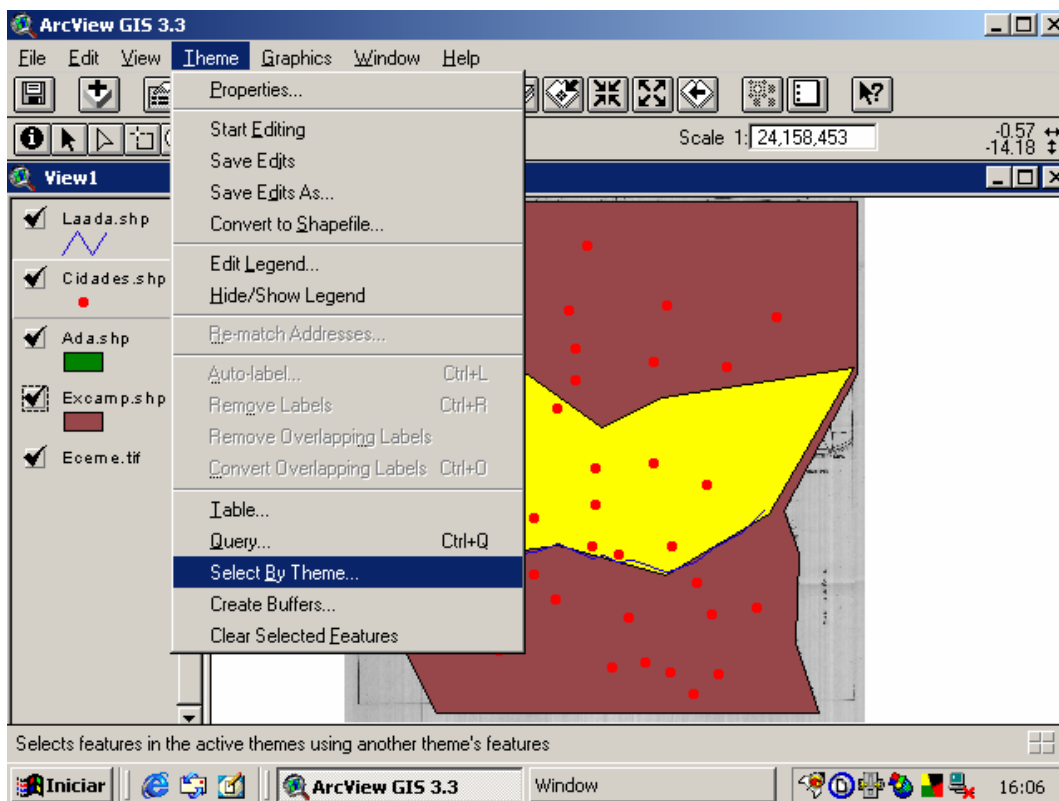 ArcView GIS 3.3
File Edit View Theme Graphics Window Help
Scale 1: 24,158,453
-0.57
-14.18
View1
Laada.shp
Cidades.shp
Ada.shp
Excamp.shp
Eceme.tif
Properties...
Start Editing
Save Edits
Save Edits As...
Convert to Shapefile...
Edit Legend...
Hide/Show Legend
Re-match Addresses...
Auto-label... Ctrl+L
Remove Labels Ctrl+R
Remove Overlapping Labels
Convert Overlapping Labels Ctrl+O
Table...
Query... Ctrl+Q
Select By Theme...
Create Buffers...
Clear Selected Features
Selects features in the active themes using another theme's features
Iniciar ArcView GIS 3.3 Window 16:06